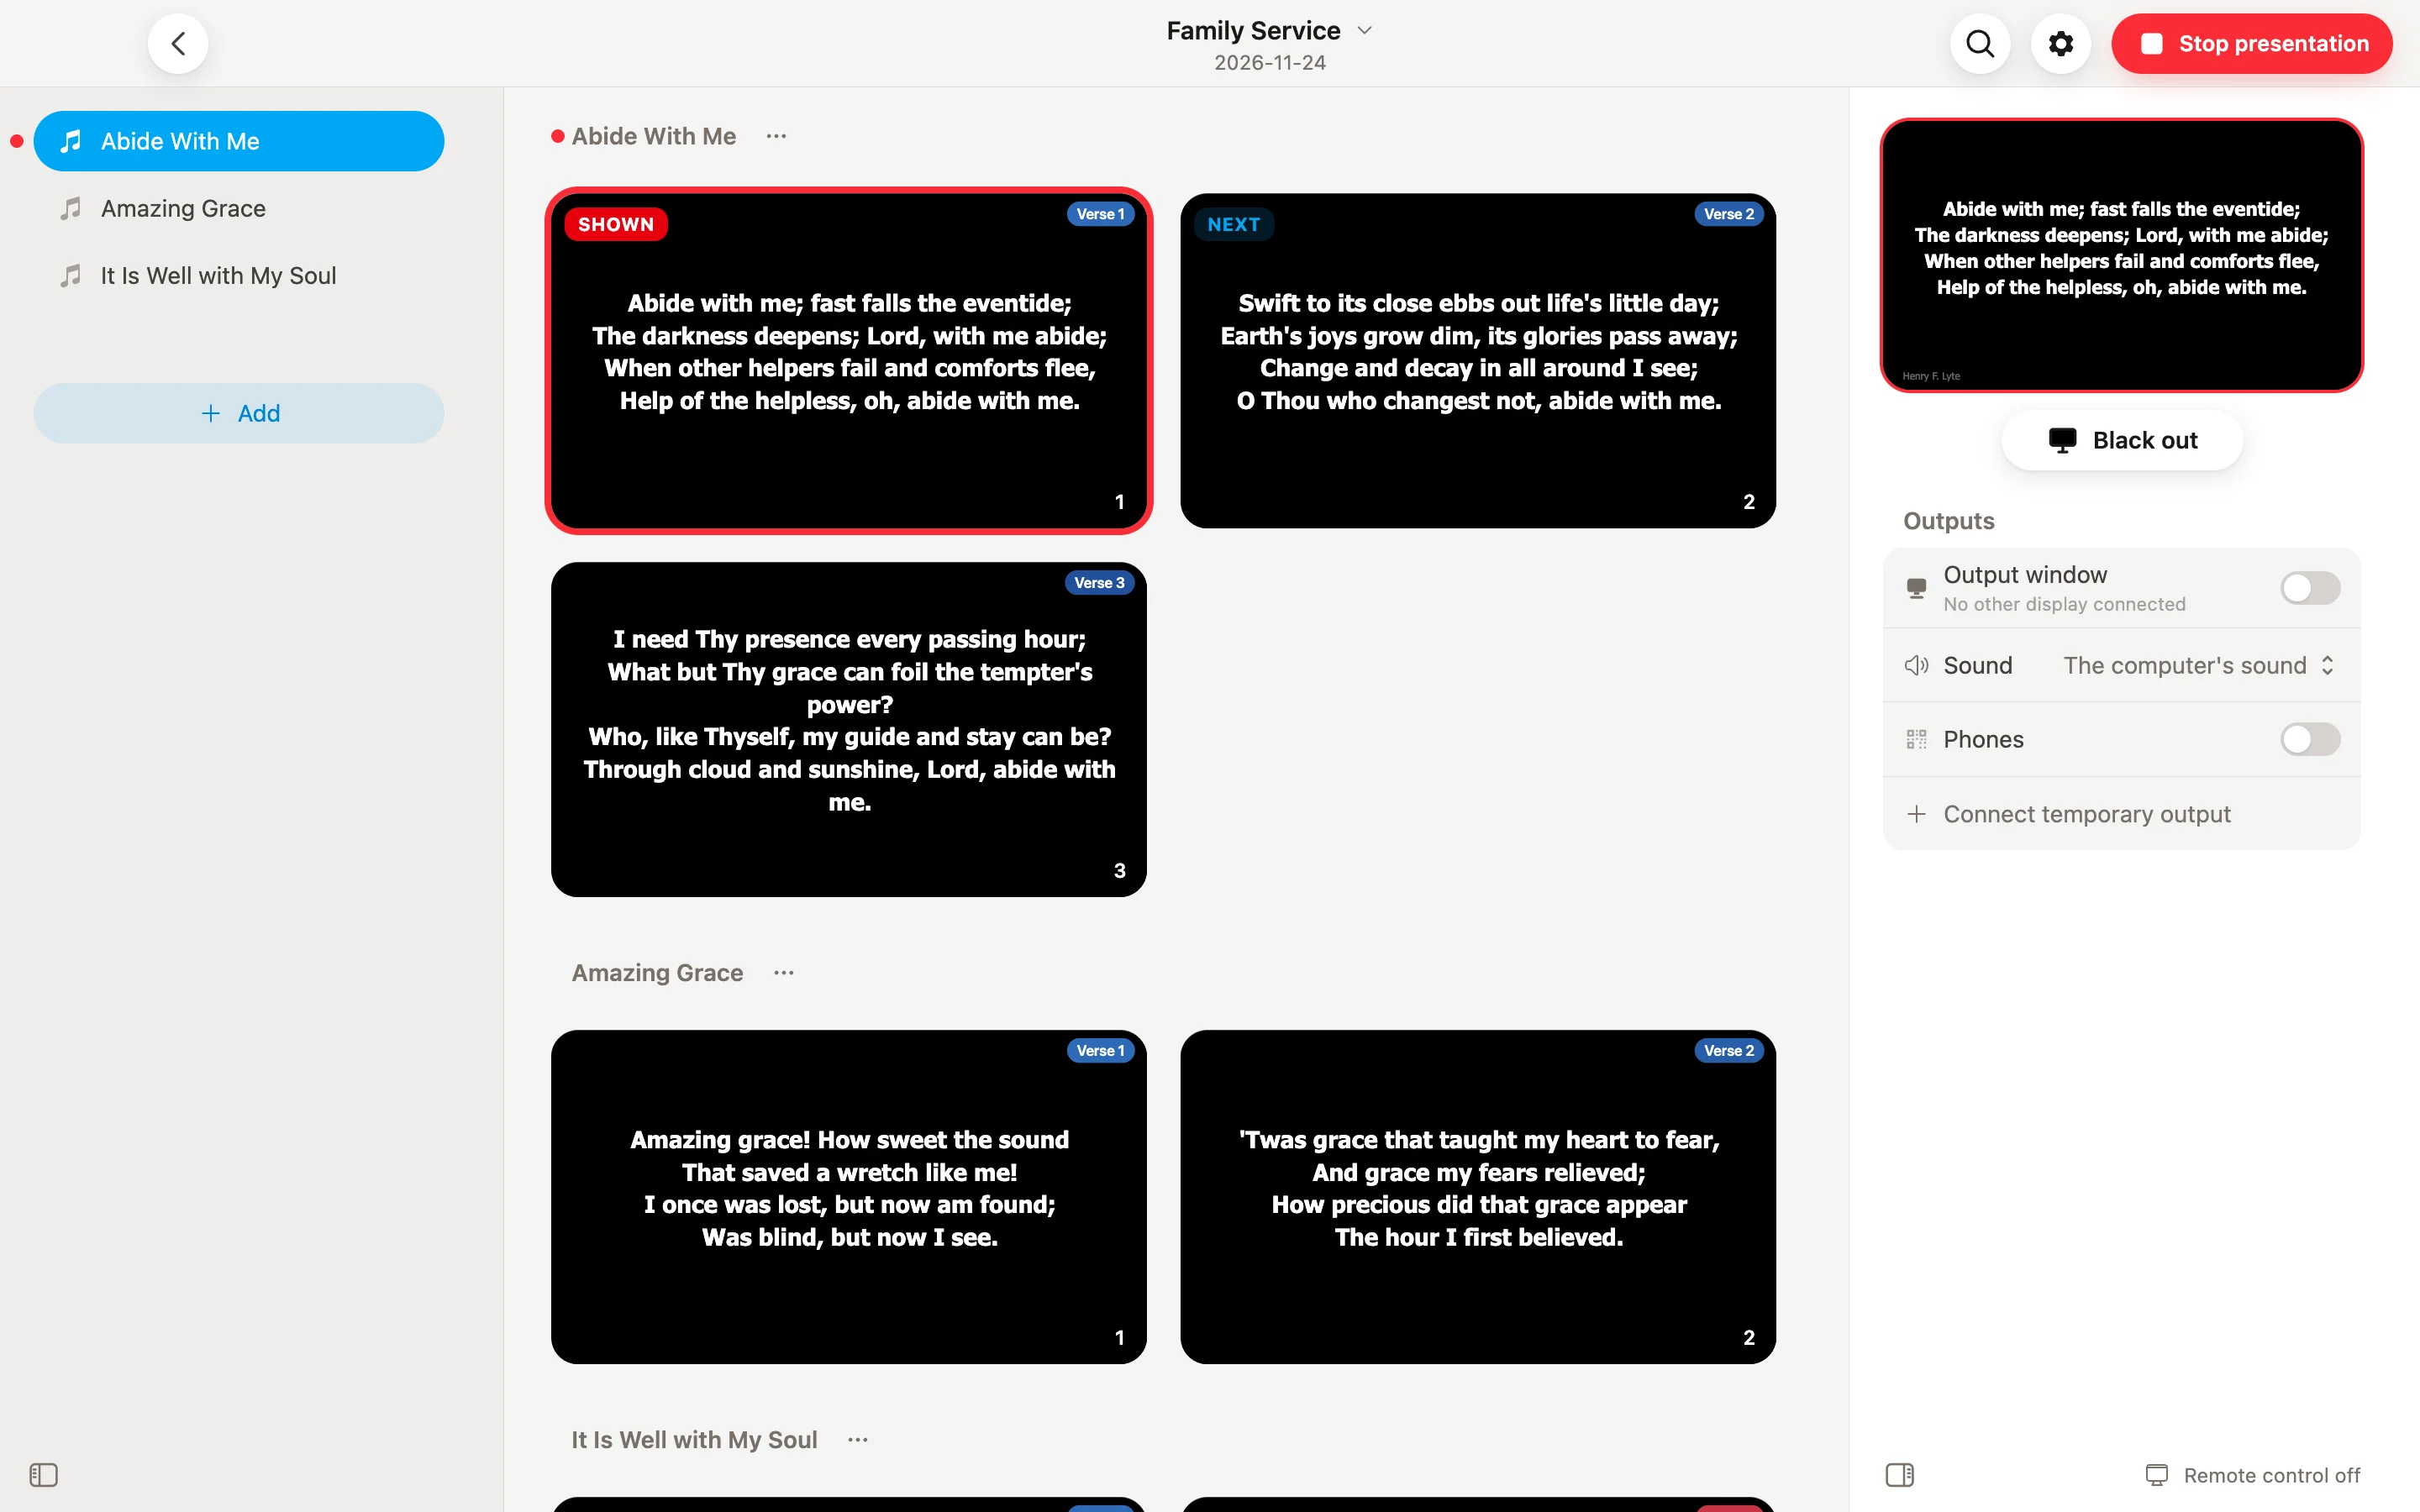 Family Service
2026-11-24
Stop presentation
Abide With Me
Amazing Grace
It Is Well with My Soul
Add
Abide With Me
SHOWN
Verse 1
Abide with me; fast falls the eventide;
The darkness deepens; Lord, with me abide;
When other helpers fail and comforts flee,
Help of the helpless, oh, abide with me.
1
NEXT
Verse 2
Swift to its close ebbs out life's little day;
Earth's joys grow dim, its glories pass away;
Change and decay in all around I see;
O Thou who changest not, abide with me.
2
Verse 3
I need Thy presence every passing hour;
What but Thy grace can foil the tempter's
power?
Who, like Thyself, my guide and stay can be?
Through cloud and sunshine, Lord, abide with
me.
3
Amazing Grace
Verse 1
Amazing grace! How sweet the sound
That saved a wretch like me!
I once was lost, but now am found;
Was blind, but now I see.
1
Verse 2
'Twas grace that taught my heart to fear,
And grace my fears relieved;
How precious did that grace appear
The hour I first believed.
2
It Is Well with My Soul
Abide with me; fast falls the eventide;
The darkness deepens; Lord, with me abide;
When other helpers fail and comforts flee,
Help of the helpless, oh, abide with me.
Henry F. Lyte
Black out
Outputs
Output window
No other display connected
Sound
The computer's sound
Phones
Connect temporary output
Remote control off